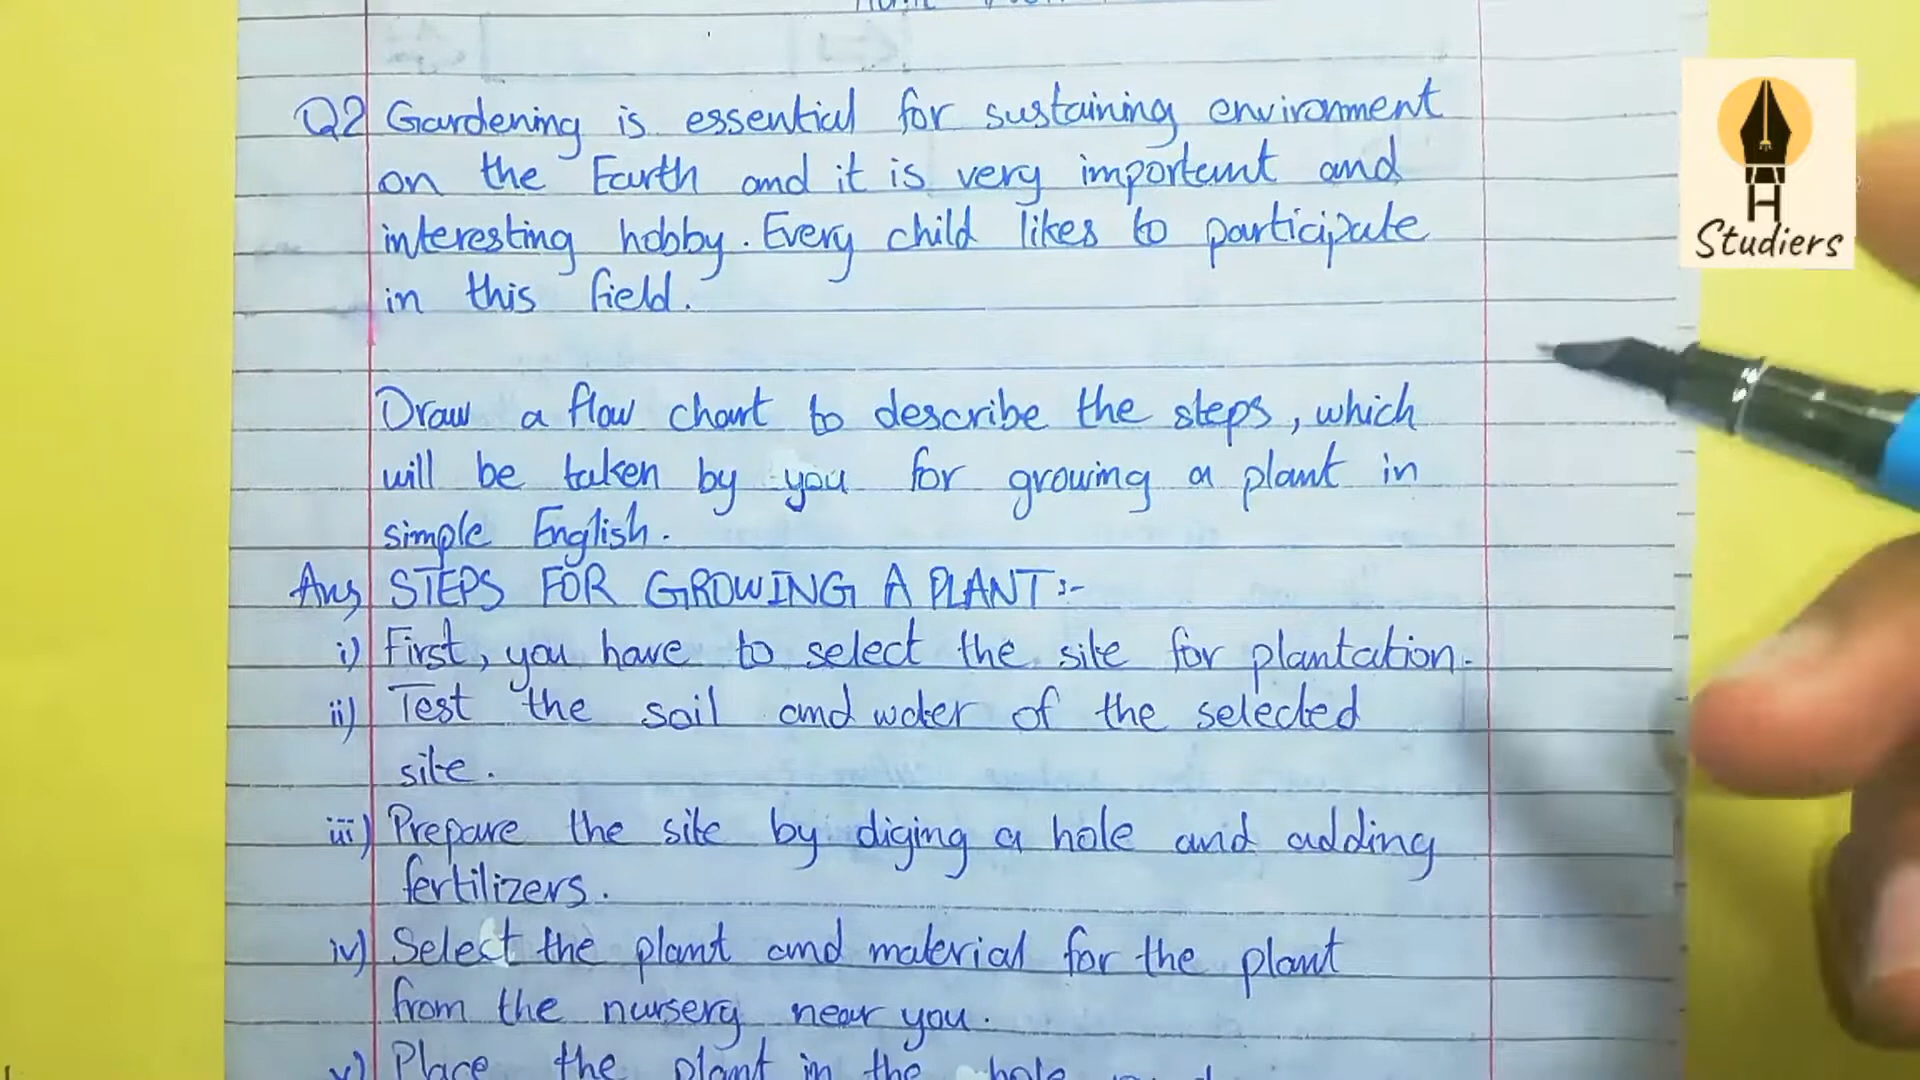 Q2 Gardening is essential for sustaining environment
on the Earth and it is very important and
interesting hobby. Every child likes to participate
in this field.
Draw a flow chart to describe the steps, which
will be taken by you for growing a plant in
simple English.
Ans STEPS FOR GROWING A PLANT:-
i) First, you have to select the site for plantation.
ii) Test the soil and water of the selected
site.
iii) Prepare the site by diging a hole and adding
fertilizers.
iv) Select the plant and material for the plant
from the nursery near you.
v) Place the plant in the hole
Studiers